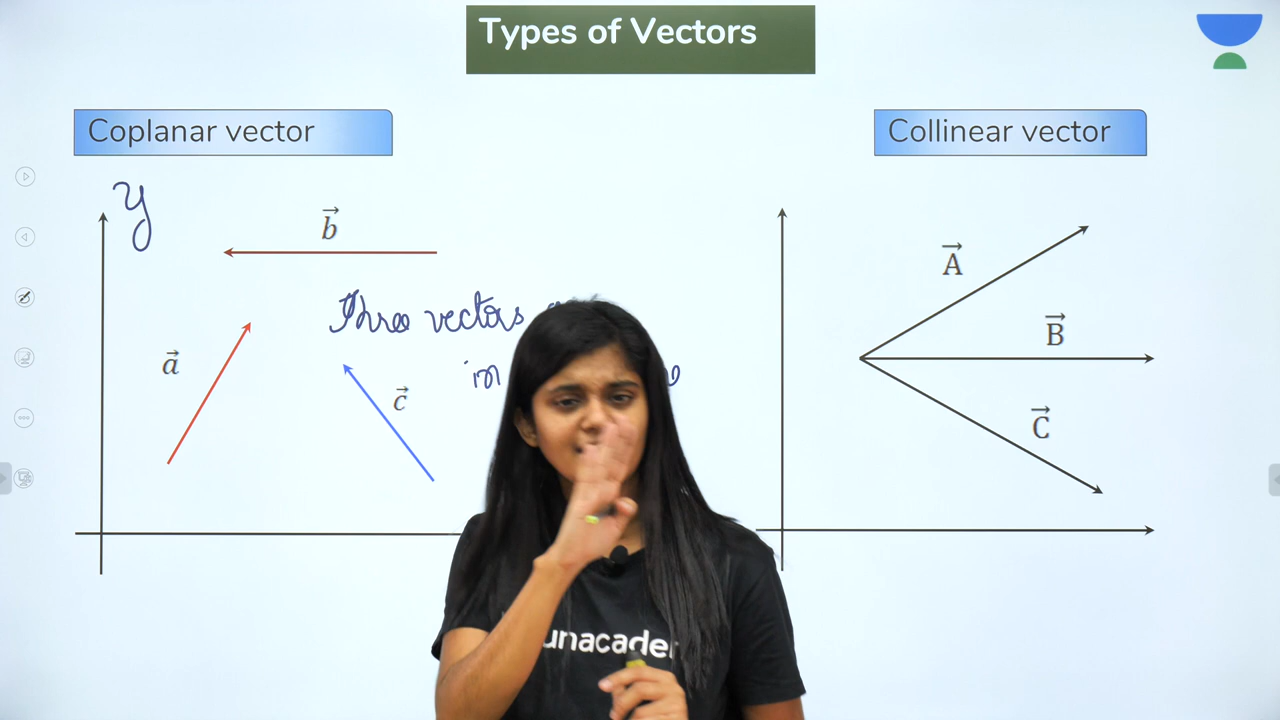 Types of Vectors
Coplanar vector
Collinear vector
y
b⃗
Three vectors
in
a⃗
c⃗
A⃗
B⃗
C⃗
unacade